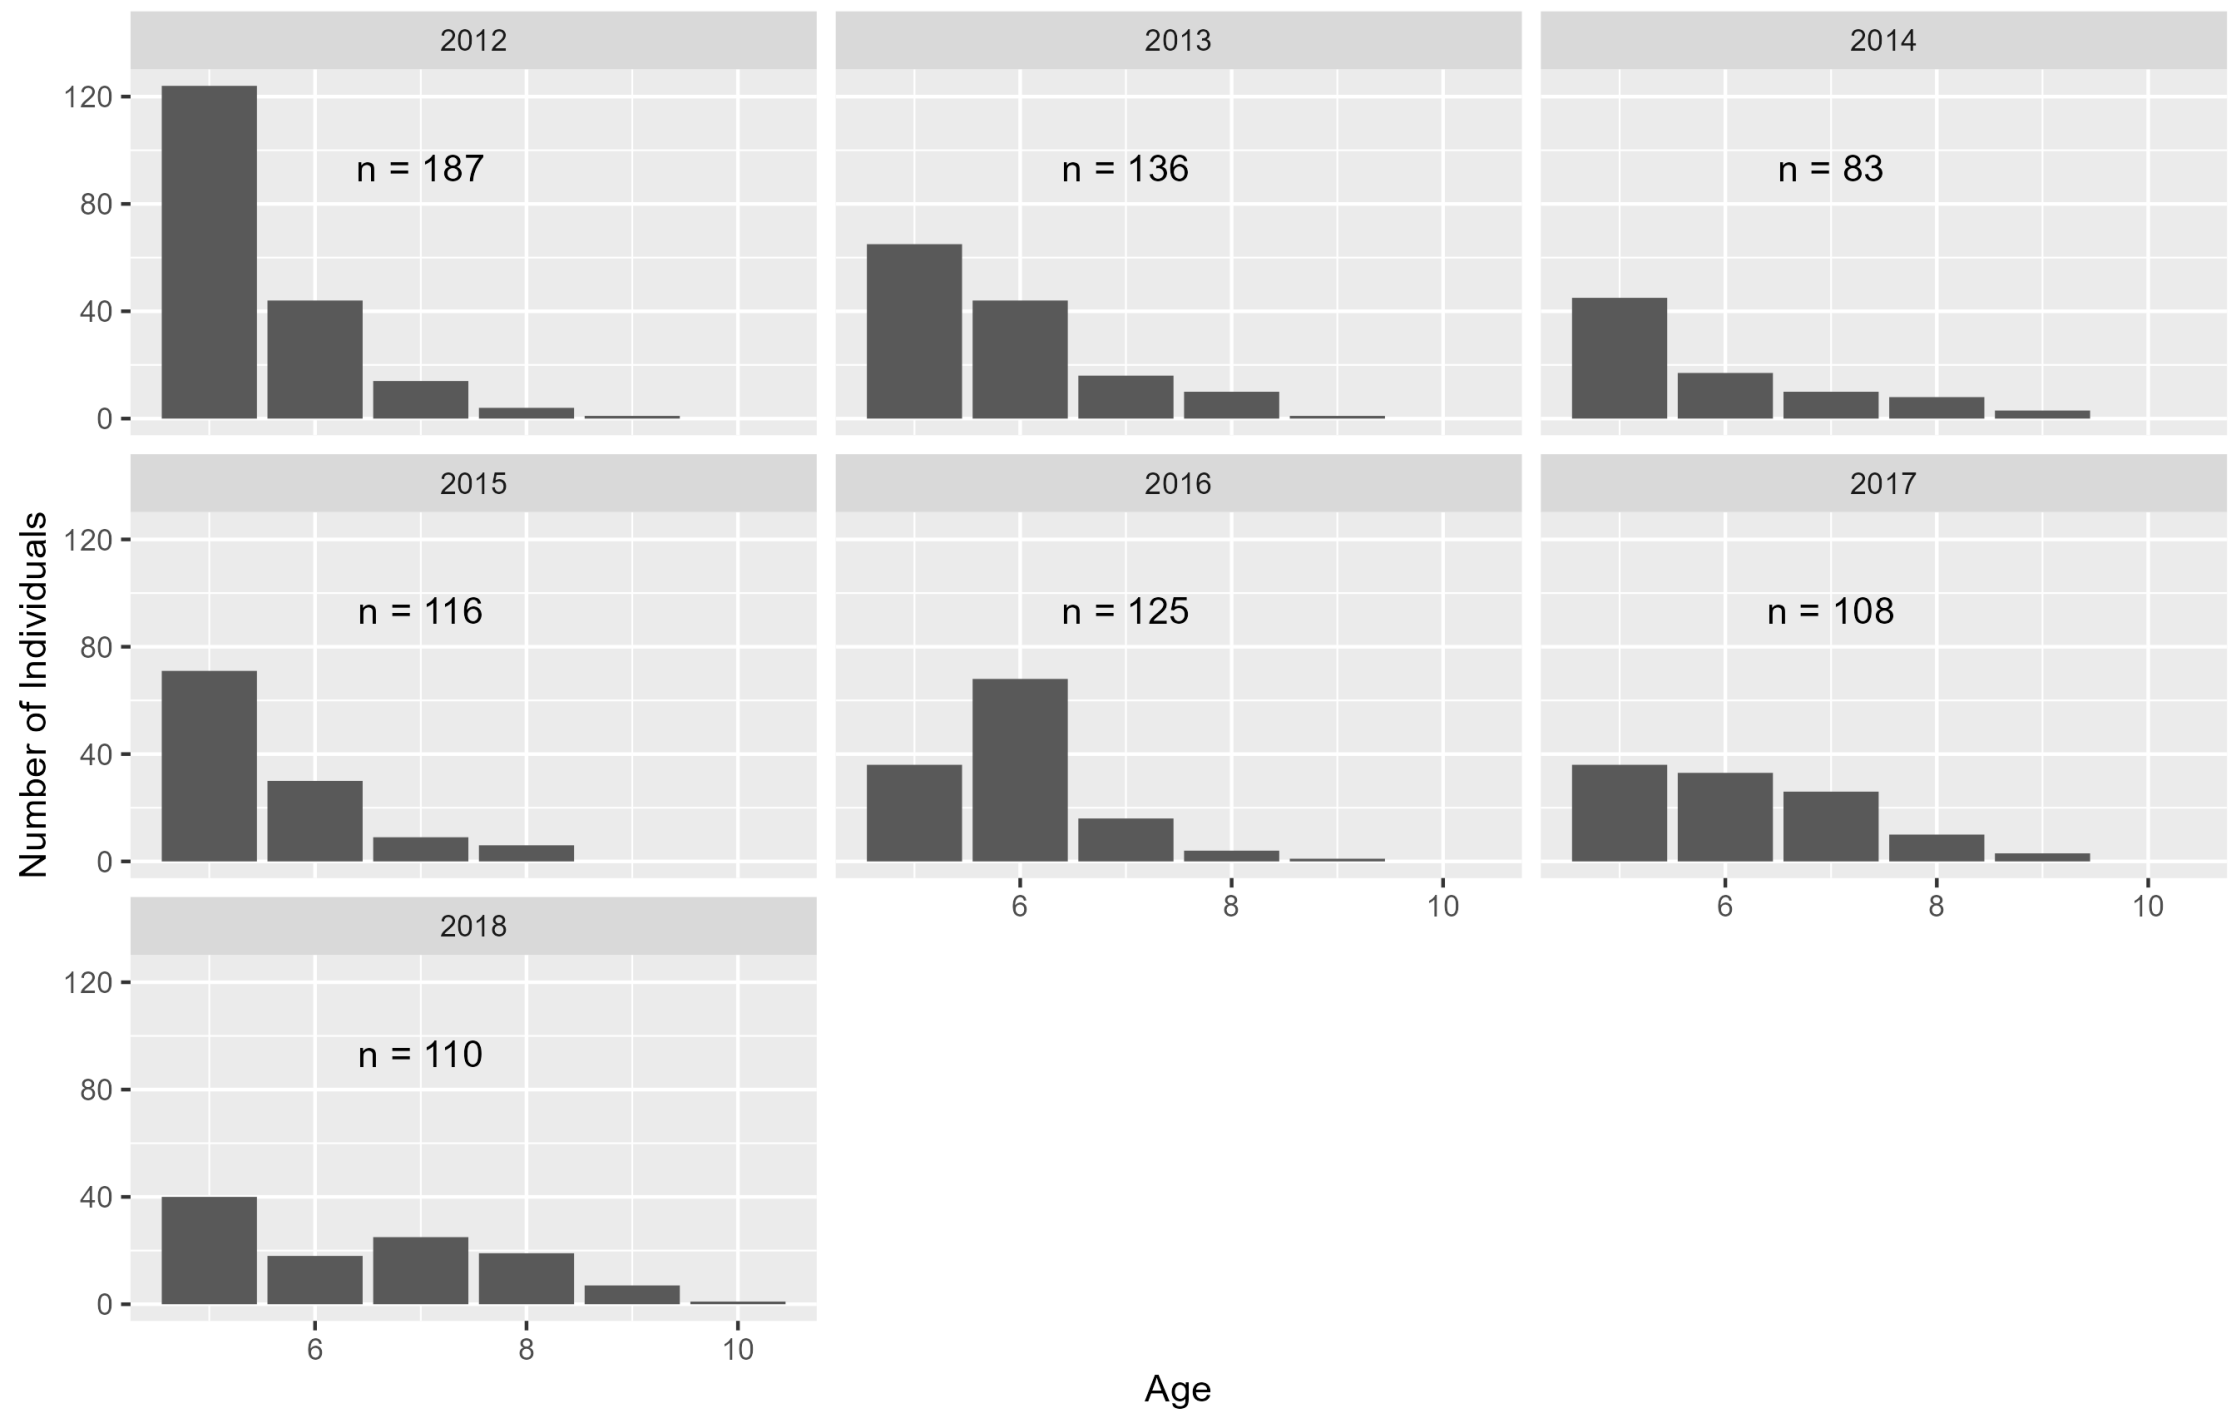 2012 2013 2014
120
n = 187 n = 136 n = 83
80
40
0
2015 2016 2017
120
n = 116 n = 125 n = 108
80
40
0
6 8 10 6 8 10
2018
120
n = 110
80
40
0
6 8 10
Number of Individuals
Age